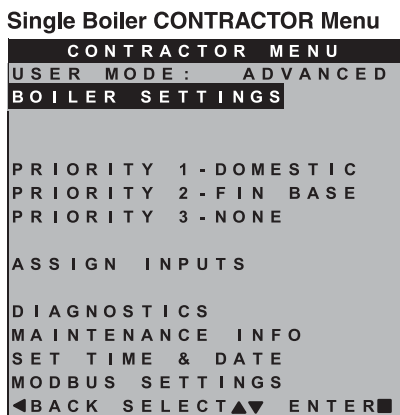 Single Boiler CONTRACTOR Menu
CONTRACTOR MENU
USER MODE: ADVANCED
BOILER SETTINGS
PRIORITY 1-DOMESTIC
PRIORITY 2-FIN BASE
PRIORITY 3-NONE
ASSIGN INPUTS
DIAGNOSTICS
MAINTENANCE INFO
SET TIME & DATE
MODBUS SETTINGS
◀BACK SELECT▲▼ ENTER■